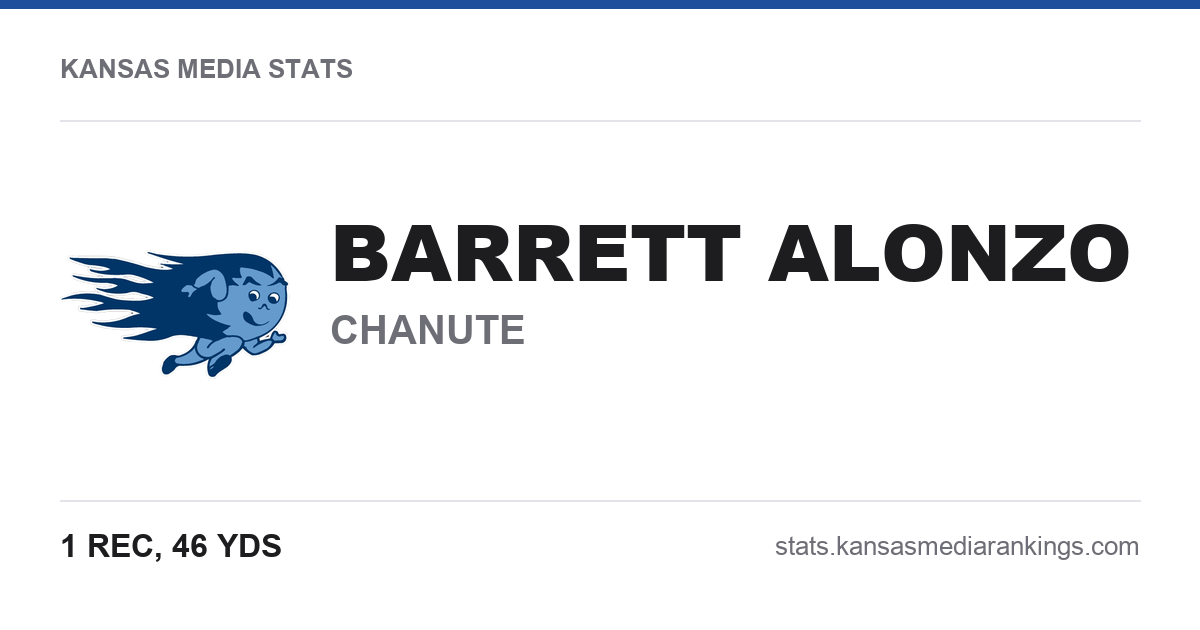 KANSAS MEDIA STATS
BARRETT ALONZO
CHANUTE
1 REC, 46 YDS
stats.kansasmediarankings.com